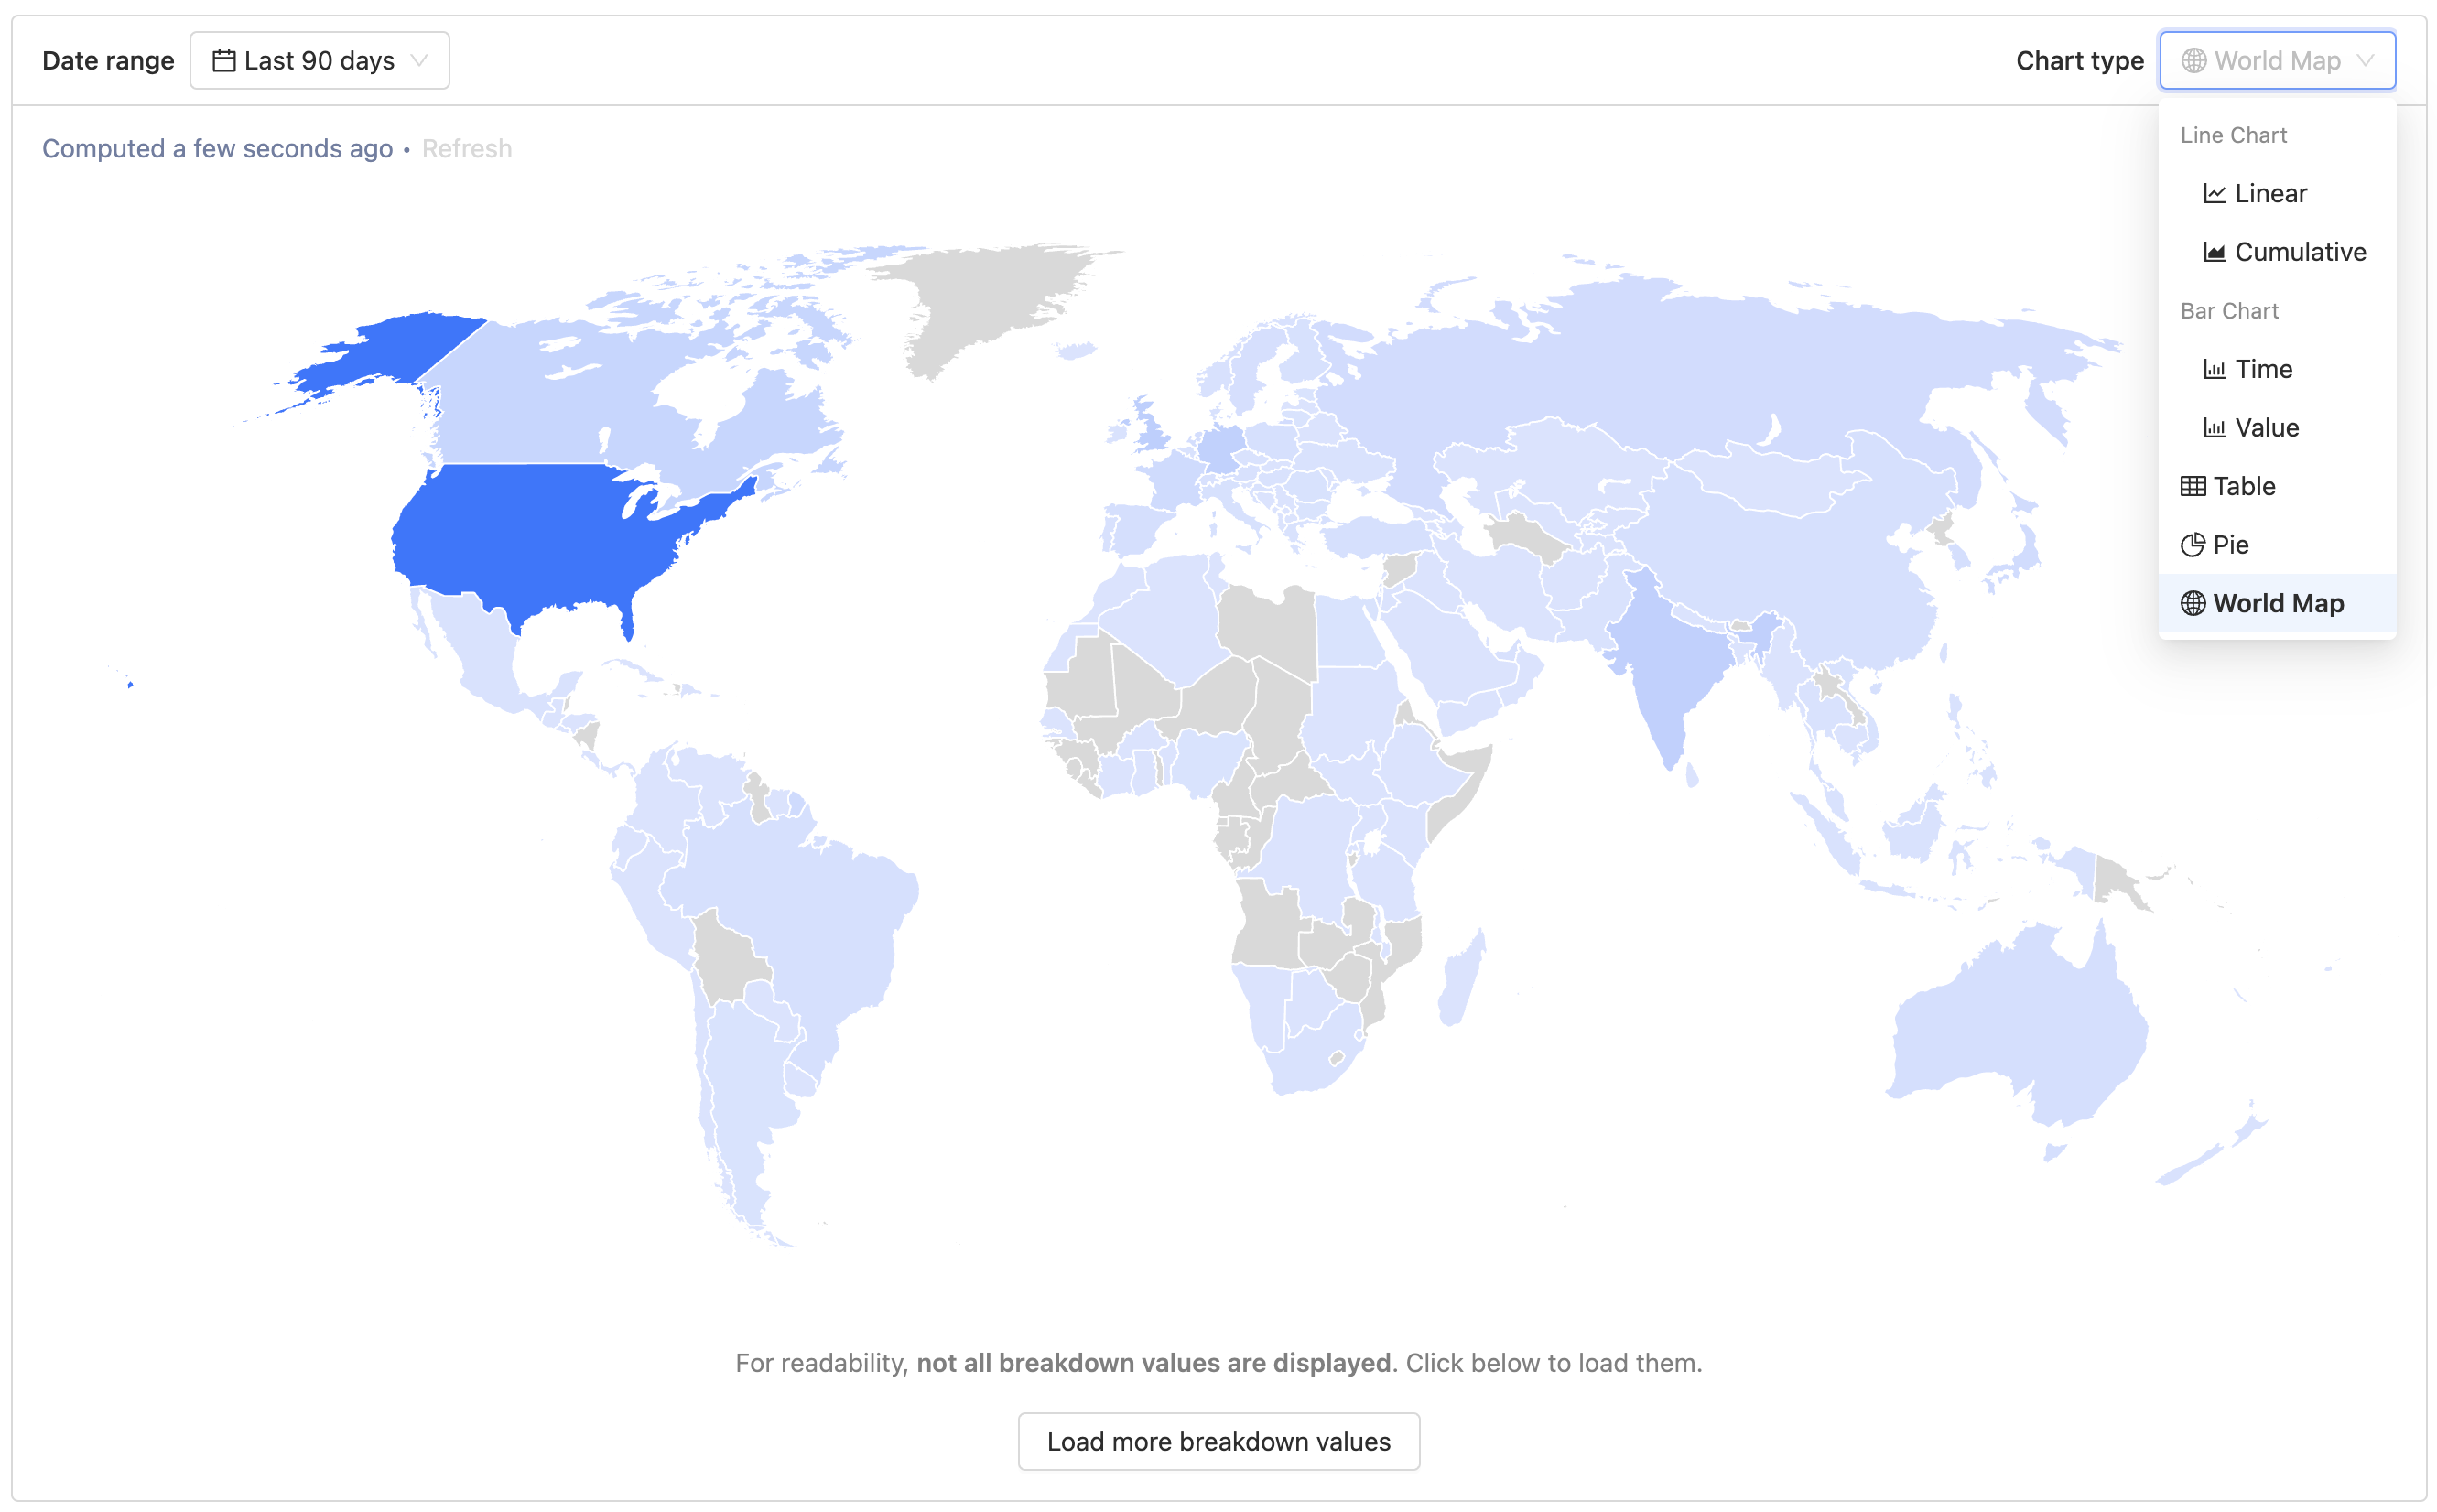 Date range
Last 90 days
Chart type
World Map
Computed a few seconds ago • Refresh
Line Chart
Linear
Cumulative
Bar Chart
Time
Value
Table
Pie
World Map
For readability, not all breakdown values are displayed. Click below to load them.
Load more breakdown values